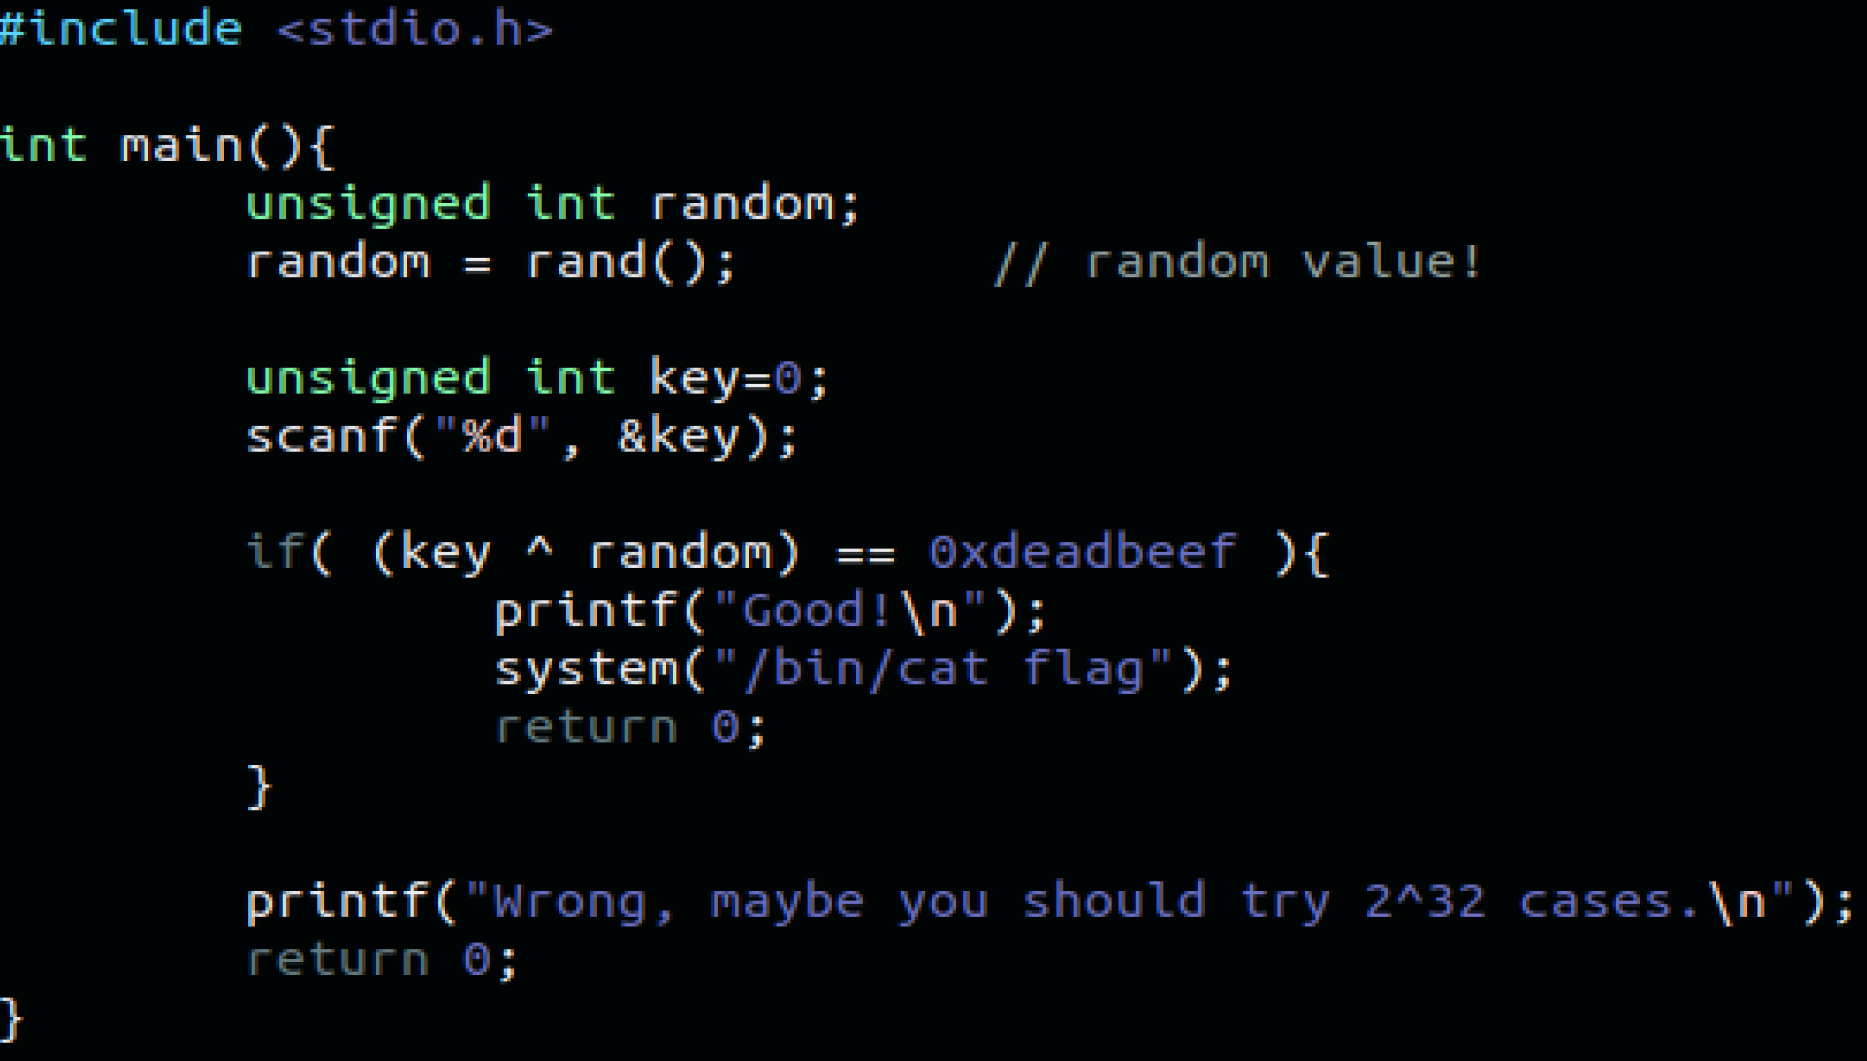 #include <stdio.h>
int main(){
unsigned int random;
random = rand(); // random value!
unsigned int key=0;
scanf("%d", &key);
if( (key ^ random) == 0xdeadbeef ){
printf("Good!\n");
system("/bin/cat flag");
return 0;
}
printf("Wrong, maybe you should try 2^32 cases.\n");
return 0;
}